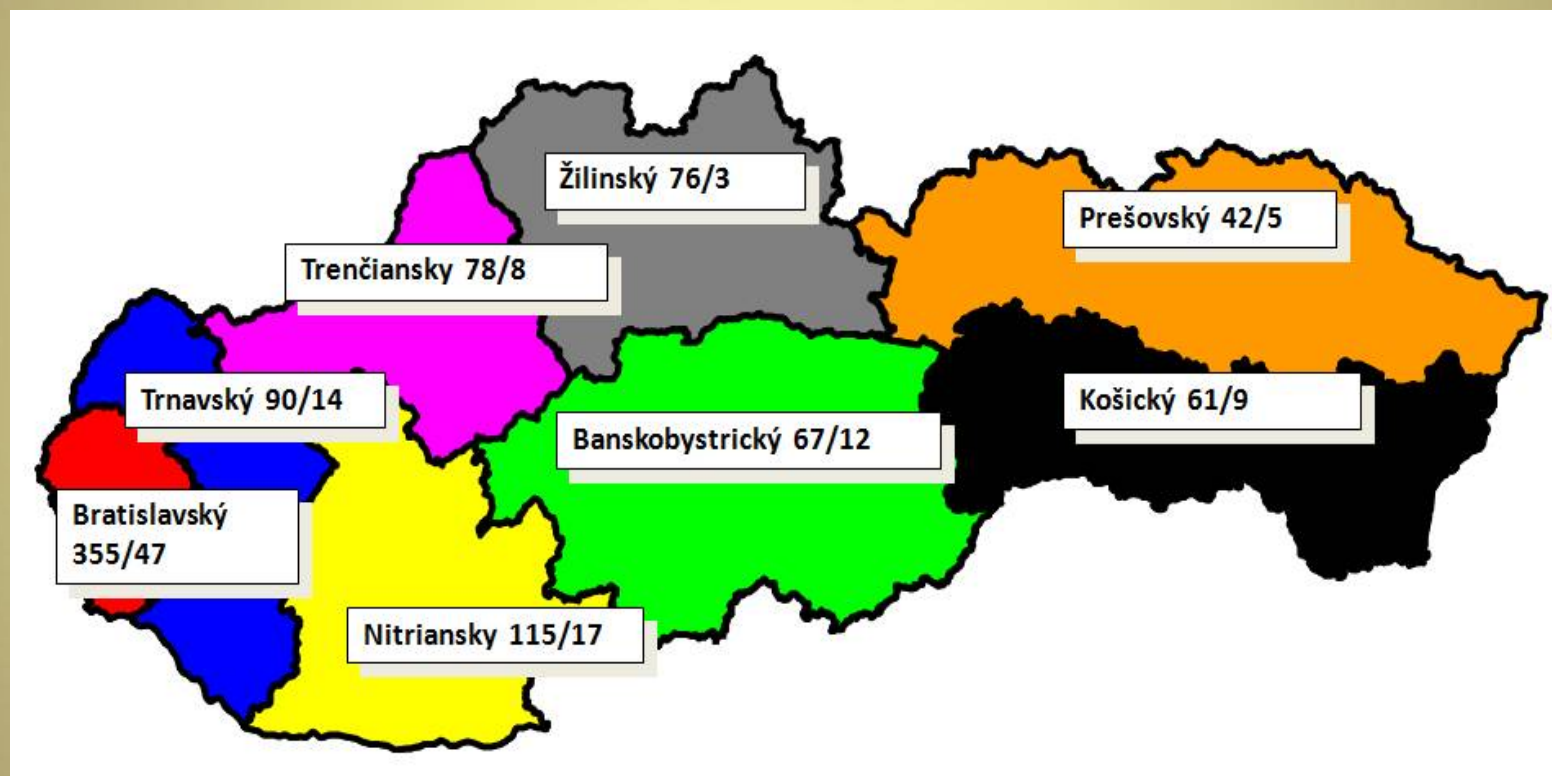 Žilinský 76/3
Prešovský 42/5
Trenčiansky 78/8
Trnavský 90/14
Košický 61/9
Banskobystrický 67/12
Bratislavský
355/47
Nitriansky 115/17